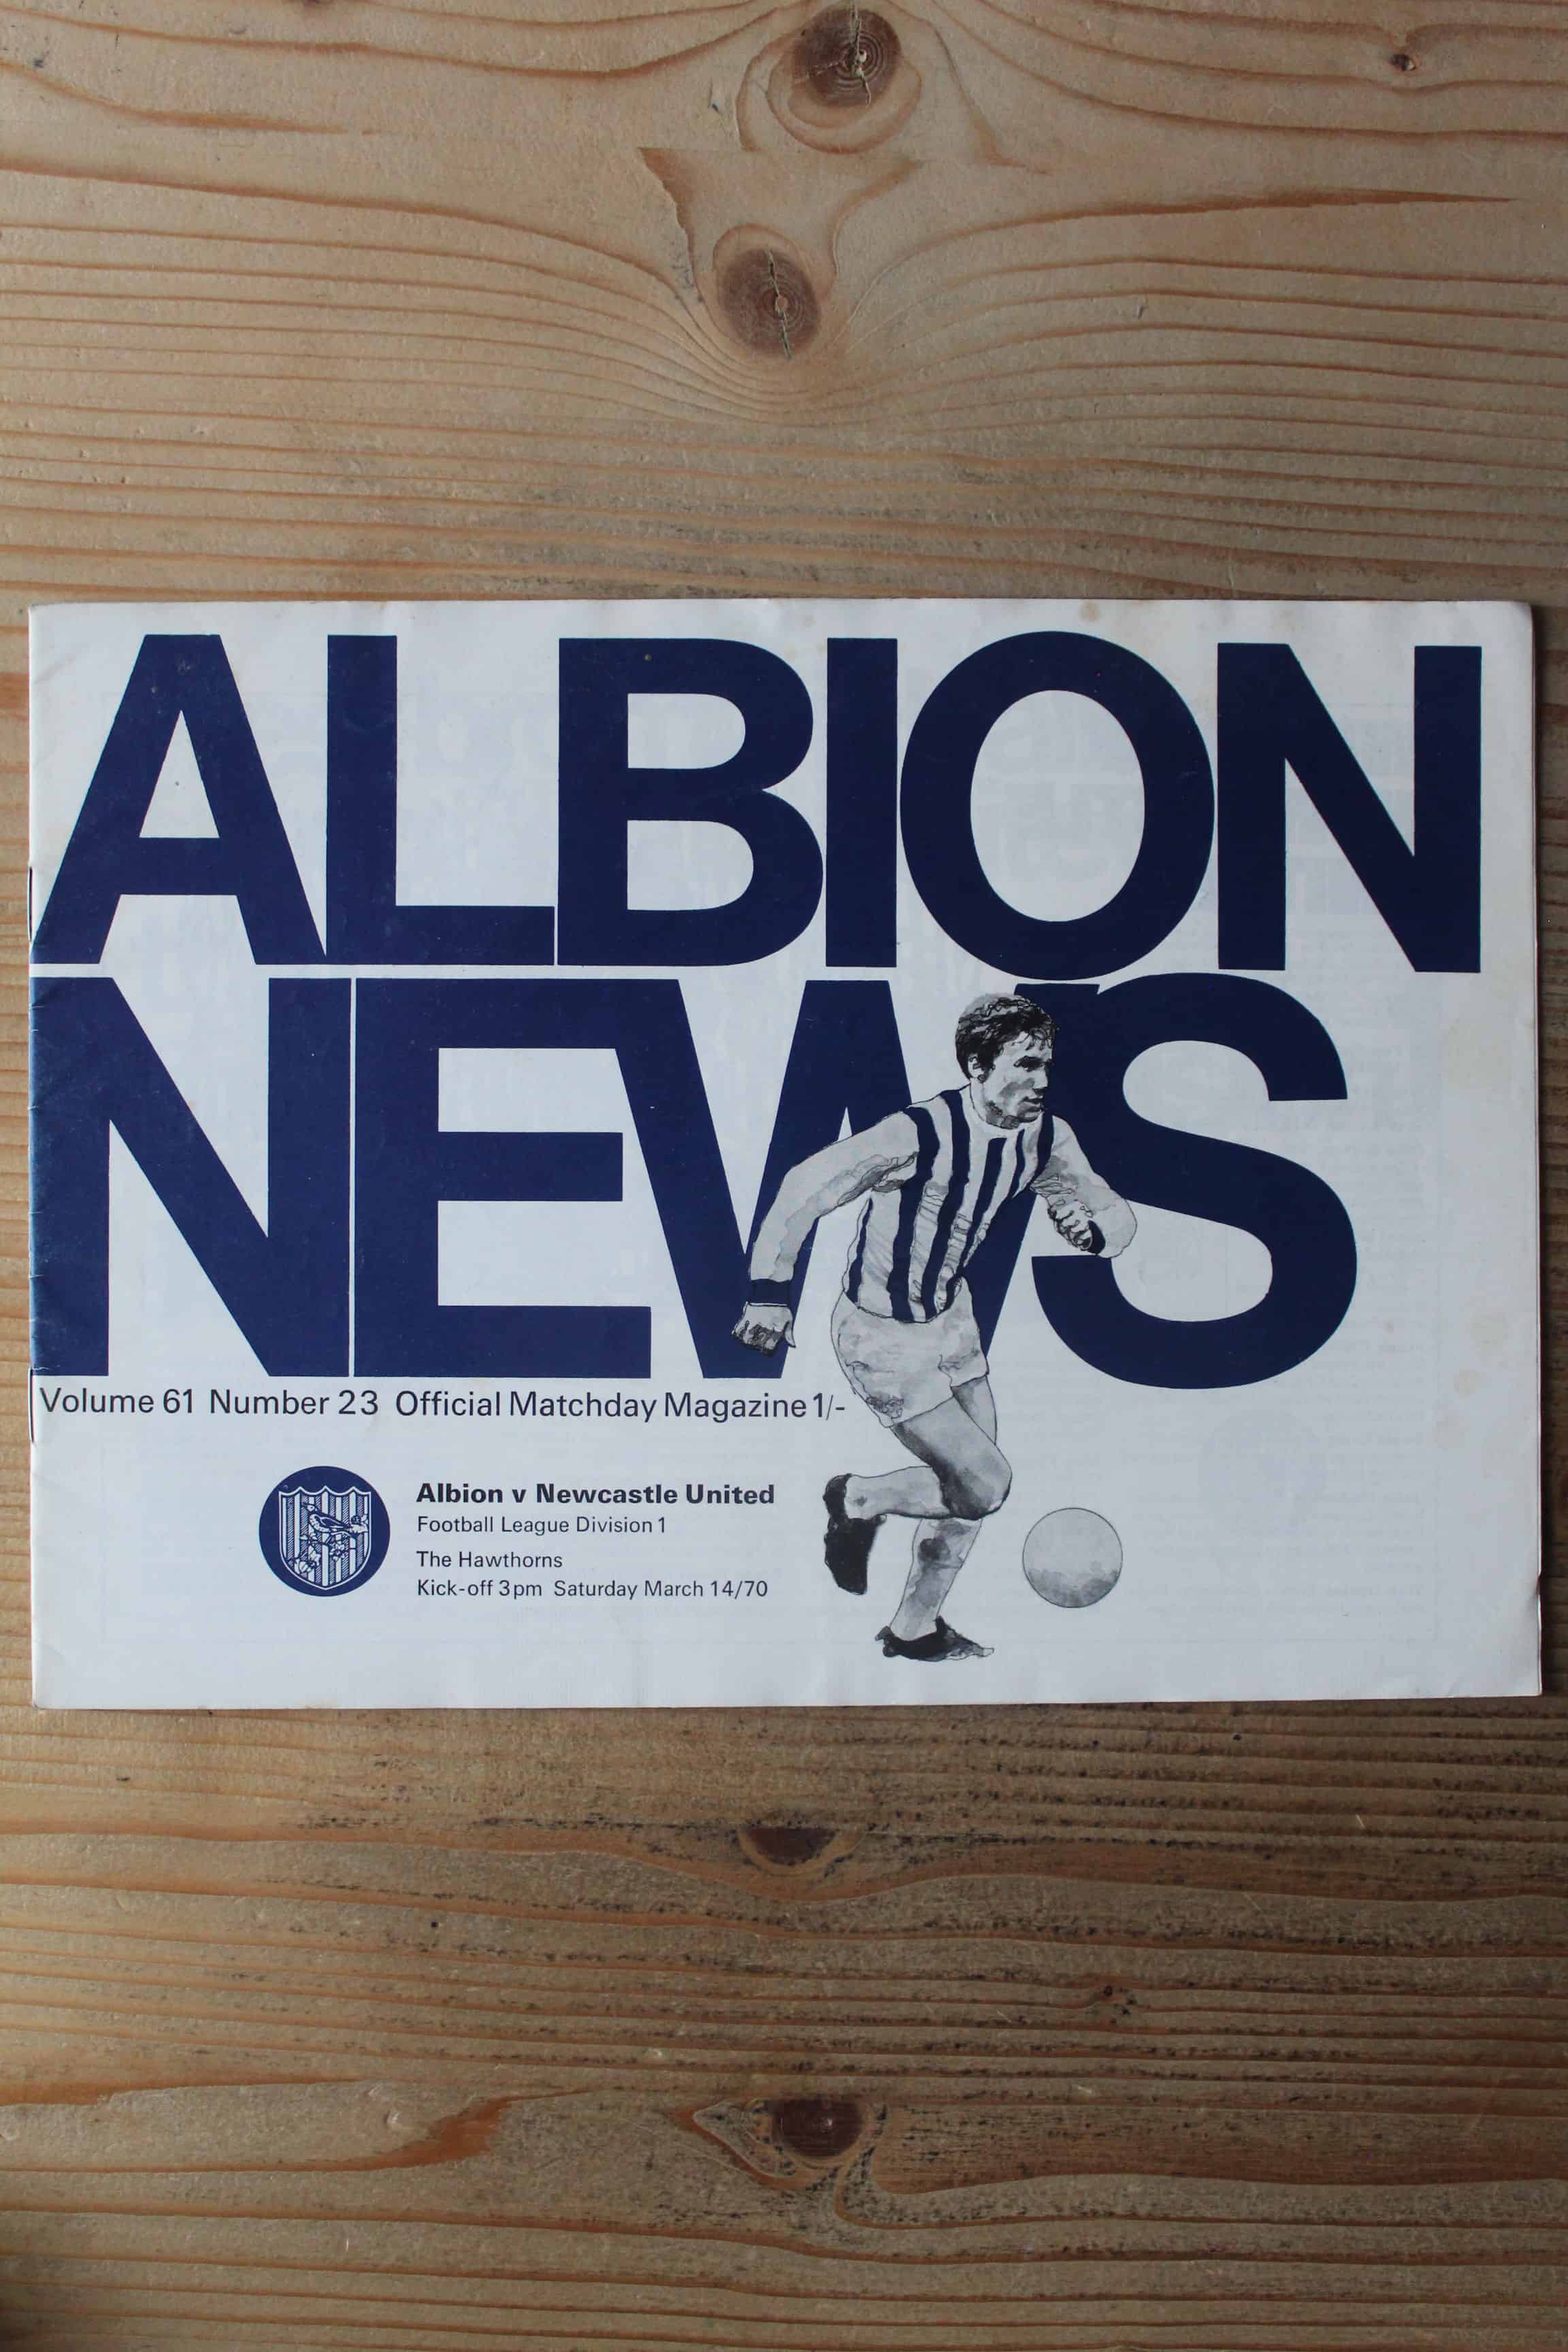 ALBION
NEWS
Volume 61 Number 23 Official Matchday Magazine 1/-
Albion v Newcastle United
Football League Division 1
The Hawthorns
Kick-off 3pm Saturday March 14/70